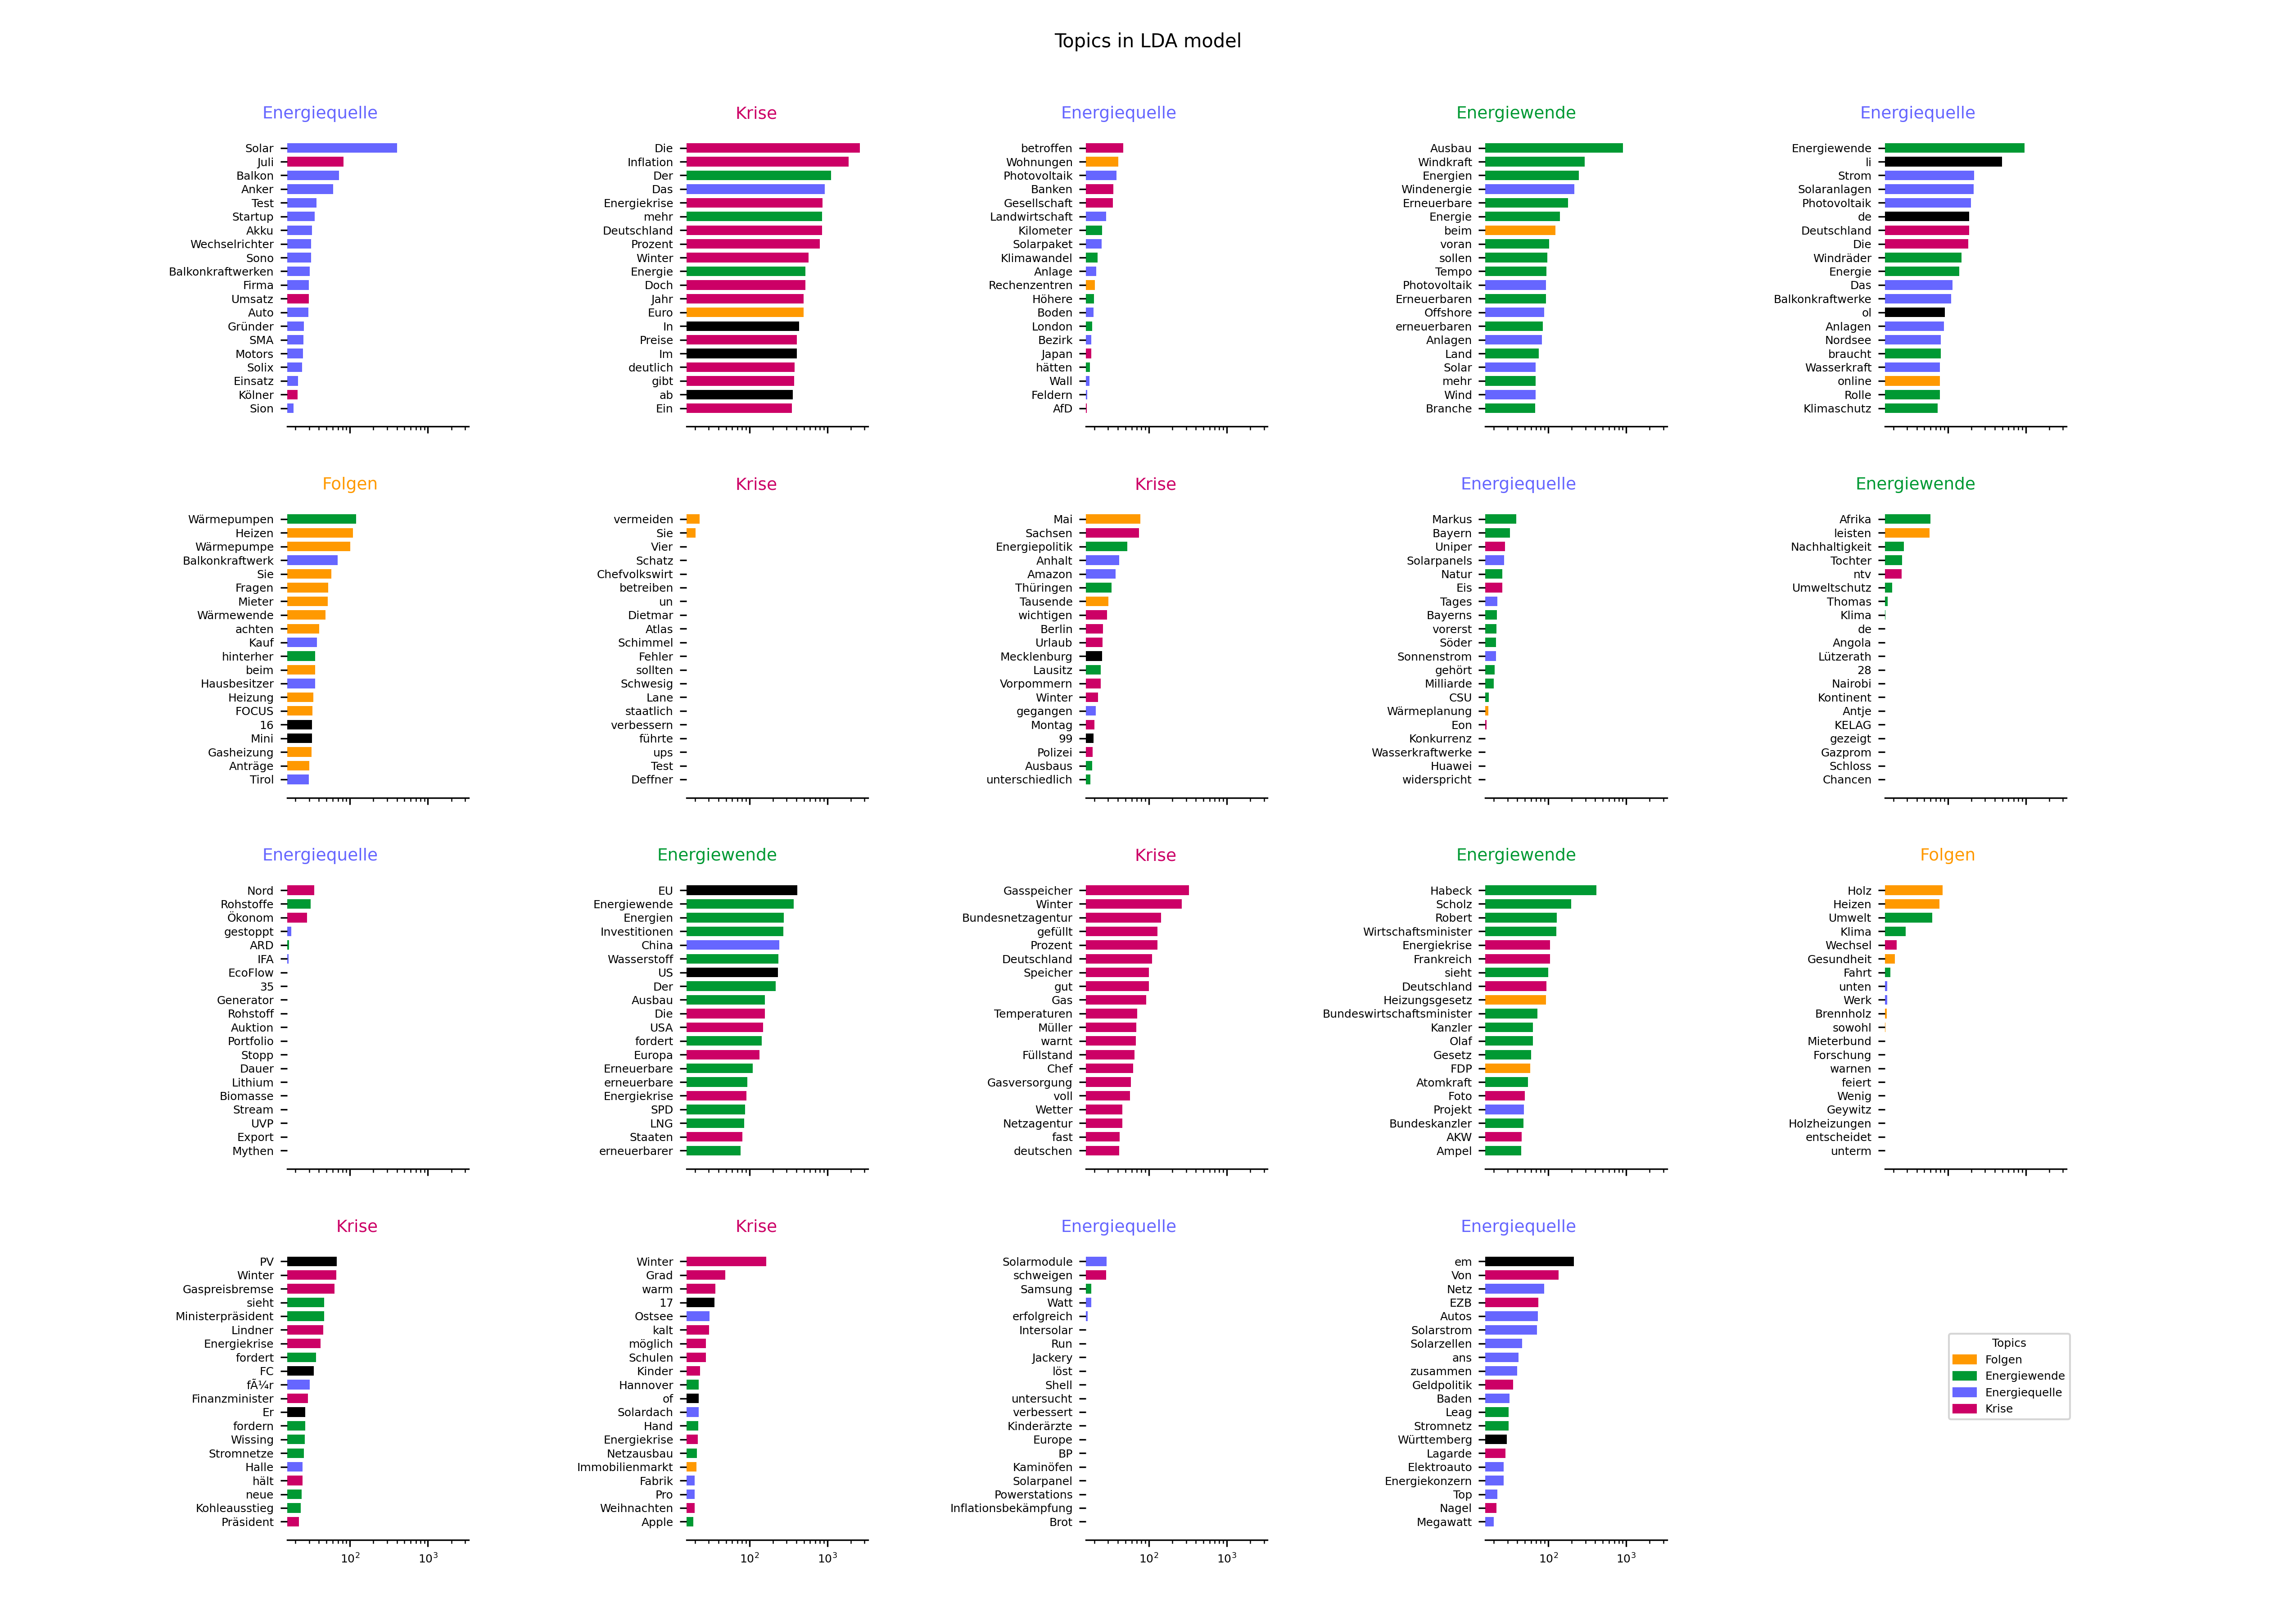 Topics in LDA model
Energiequelle
Solar
Juli
Balkon
Anker
Test
Startup
Akku
Wechselrichter
Sono
Balkonkraftwerken
Firma
Umsatz
Auto
Gründer
SMA
Motors
Solix
Einsatz
Kölner
Sion
Krise
Die
Inflation
Der
Das
Energiekrise
mehr
Deutschland
Prozent
Winter
Energie
Doch
Jahr
Euro
In
Preise
Im
deutlich
gibt
ab
Ein
Energiequelle
betroffen
Wohnungen
Photovoltaik
Banken
Gesellschaft
Landwirtschaft
Kilometer
Solarpaket
Klimawandel
Anlage
Rechenzentren
Höhere
Boden
London
Bezirk
Japan
hätten
Wall
Feldern
AfD
Energiewende
Ausbau
Windkraft
Energien
Windenergie
Erneuerbare
Energie
beim
voran
sollen
Tempo
Photovoltaik
Erneuerbaren
Offshore
erneuerbaren
Anlagen
Land
Solar
mehr
Wind
Branche
Energiequelle
Energiewende
li
Strom
Solaranlagen
Photovoltaik
de
Deutschland
Die
Windräder
Energie
Das
Balkonkraftwerke
ol
Anlagen
Nordsee
braucht
Wasserkraft
online
Rolle
Klimaschutz
Folgen
Wärmepumpen
Heizen
Wärmepumpe
Balkonkraftwerk
Sie
Fragen
Mieter
Wärmewende
achten
Kauf
hinterher
beim
Hausbesitzer
Heizung
FOCUS
16
Mini
Gasheizung
Anträge
Tirol
Krise
vermeiden
Sie
Vier
Schatz
Chefvolkswirt
betreiben
un
Dietmar
Atlas
Schimmel
Fehler
sollten
Schwesig
Lane
staatlich
verbessern
führte
ups
Test
Deffner
Krise
Mai
Sachsen
Energiepolitik
Anhalt
Amazon
Thüringen
Tausende
wichtigen
Berlin
Urlaub
Mecklenburg
Lausitz
Vorpommern
Winter
gegangen
Montag
99
Polizei
Ausbaus
unterschiedlich
Energiequelle
Markus
Bayern
Uniper
Solarpanels
Natur
Eis
Tages
Bayerns
vorerst
Söder
Sonnenstrom
gehört
Milliarde
CSU
Wärmeplanung
Eon
Konkurrenz
Wasserkraftwerke
Huawei
widerspricht
Energiewende
Afrika
leisten
Nachhaltigkeit
Tochter
ntv
Umweltschutz
Thomas
Klima
de
Angola
Lützerath
28
Nairobi
Kontinent
Antje
KELAG
gezeigt
Gazprom
Schloss
Chancen
Energiequelle
Nord
Rohstoffe
Ökonom
gestoppt
ARD
IFA
EcoFlow
35
Generator
Rohstoff
Auktion
Portfolio
Stopp
Dauer
Lithium
Biomasse
Stream
UVP
Export
Mythen
Energiewende
EU
Energiewende
Energien
Investitionen
China
Wasserstoff
US
Der
Ausbau
Die
USA
fordert
Europa
Erneuerbare
erneuerbare
Energiekrise
SPD
LNG
Staaten
erneuerbarer
Krise
Gasspeicher
Winter
Bundesnetzagentur
gefüllt
Prozent
Deutschland
Speicher
gut
Gas
Temperaturen
Müller
warnt
Füllstand
Chef
Gasversorgung
voll
Wetter
Netzagentur
fast
deutschen
Energiewende
Habeck
Scholz
Robert
Wirtschaftsminister
Energiekrise
Frankreich
sieht
Deutschland
Heizungsgesetz
Bundeswirtschaftsminister
Kanzler
Olaf
Gesetz
FDP
Atomkraft
Foto
Projekt
Bundeskanzler
AKW
Ampel
Folgen
Holz
Heizen
Umwelt
Klima
Wechsel
Gesundheit
Fahrt
unten
Werk
Brennholz
sowohl
Mieterbund
Forschung
warnen
feiert
Wenig
Geywitz
Holzheizungen
entscheidet
unterm
Krise
PV
Winter
Gaspreisbremse
sieht
Ministerpräsident
Lindner
Energiekrise
fordert
FC
fÃ¼r
Finanzminister
Er
fordern
Wissing
Stromnetze
Halle
hält
neue
Kohleausstieg
Präsident
10²
10³
Krise
Winter
Grad
warm
17
Ostsee
kalt
möglich
Schulen
Kinder
Hannover
of
Solardach
Hand
Energiekrise
Netzausbau
Immobilienmarkt
Fabrik
Pro
Weihnachten
Apple
10²
10³
Energiequelle
Solarmodule
schweigen
Samsung
Watt
erfolgreich
Intersolar
Run
Jackery
löst
Shell
untersucht
verbessert
Kinderärzte
Europe
BP
Kaminöfen
Solarpanel
Powerstations
Inflationsbekämpfung
Brot
10²
10³
Energiequelle
em
Von
Netz
EZB
Autos
Solarstrom
Solarzellen
ans
zusammen
Geldpolitik
Baden
Leag
Stromnetz
Württemberg
Lagarde
Elektroauto
Energiekonzern
Top
Nagel
Megawatt
10²
10³
Topics
Folgen
Energiewende
Energiequelle
Krise